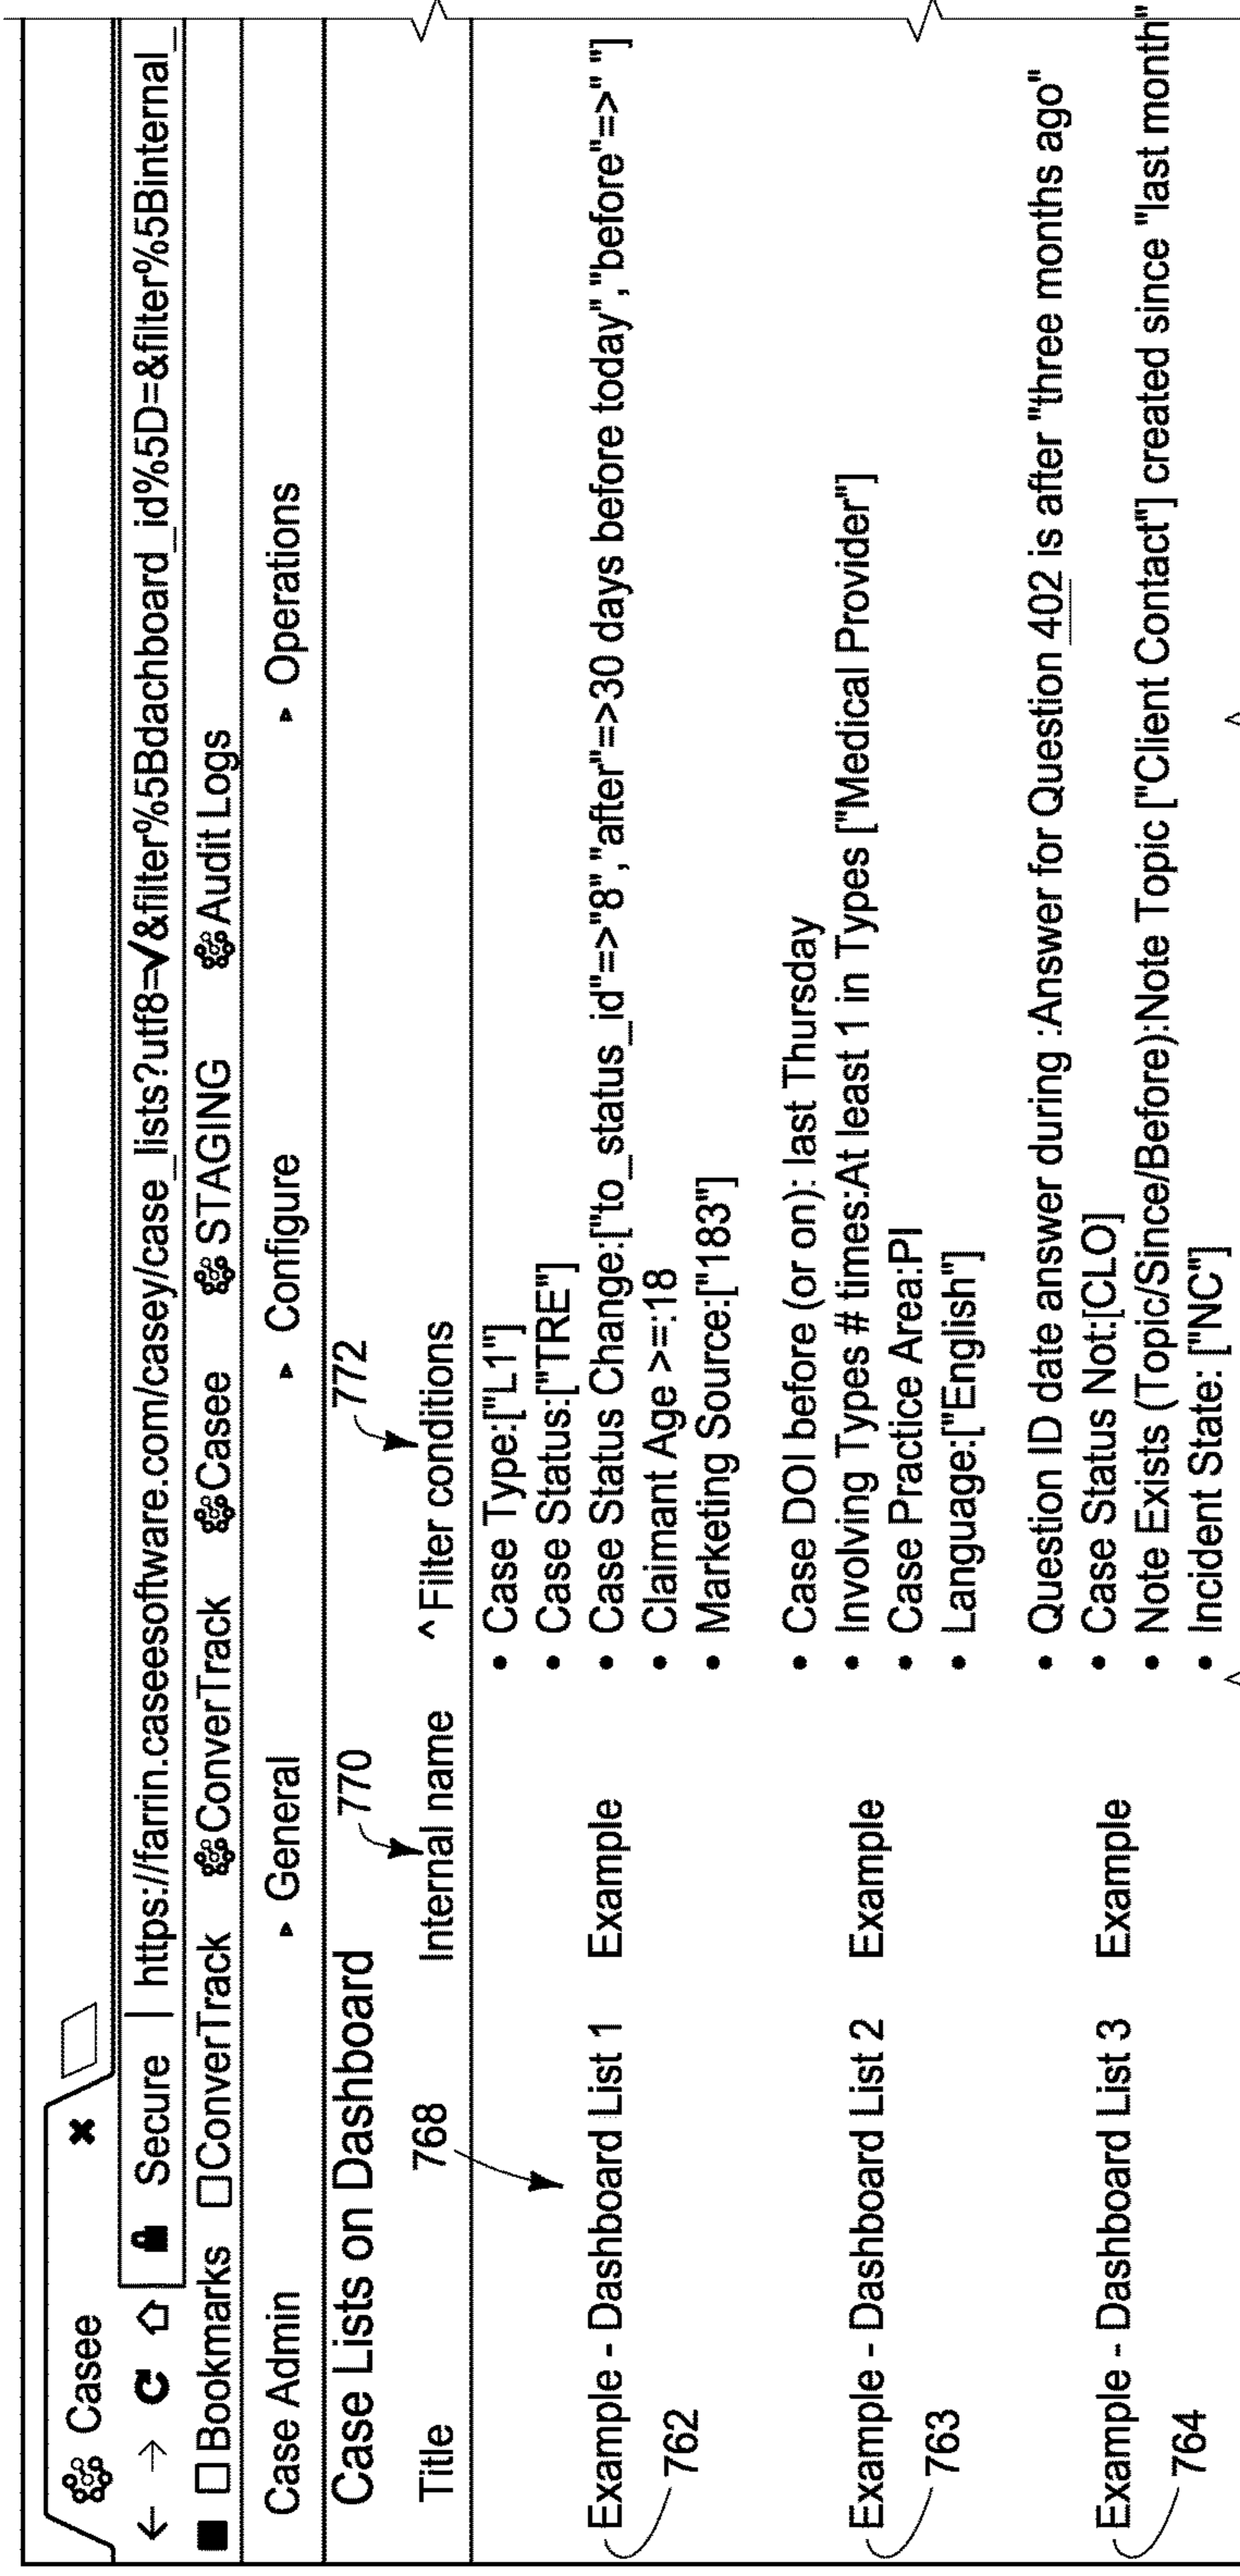 Casee ×
Secure | https://farrin.caseesoftware.com/casey/case_lists?utf8=√&filter%5Bdachboard_id%5D=&filter%5Binternal_
Bookmarks ConverTrack ConverTrack Casee STAGING Audit Logs
Case Admin General Configure Operations
Case Lists on Dashboard
768 770 772
Title Internal name ^ Filter conditions
• Case Type:["L1"]
• Case Status:["TRE"]
Example - Dashboard List 1 Example • Case Status Change:["to_status_id"=>"8","after"=>30 days before today","before"=>" "]
• Claimant Age >=:18
762 • Marketing Source:["183"]
• Case DOI before (or on): last Thursday
Example - Dashboard List 2 Example • Involving Types # times:At least 1 in Types ["Medical Provider"]
• Case Practice Area:PI
763 • Language:["English"]
• Question ID date answer during :Answer for Question 402 is after "three months ago"
• Case Status Not:[CLO]
Example - Dashboard List 3 Example • Note Exists (Topic/Since/Before):Note Topic ["Client Contact"] created since "last month"
764 • Incident State: ["NC"]